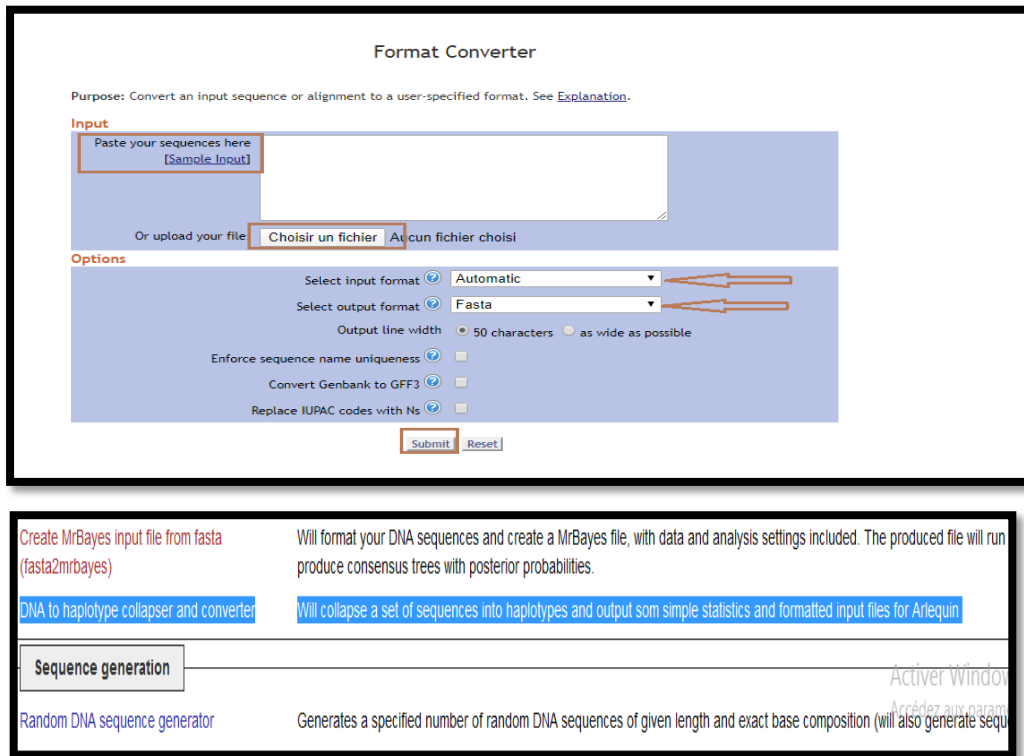 Format Converter
Purpose: Convert an input sequence or alignment to a user-specified format. See Explanation.
Input
Paste your sequences here
[Sample Input]
Or upload your file Choisir un fichier Aucun fichier choisi
Options
Select input format Automatic
Select output format Fasta
Output line width 50 characters as wide as possible
Enforce sequence name uniqueness
Convert Genbank to GFF3
Replace IUPAC codes with Ns
Submit Reset
Create MrBayes input file from fasta Will format your DNA sequences and create a MrBayes file, with data and analysis settings included. The produced file will run
(fasta2mrbayes) produce consensus trees with posterior probabilities.
DNA to haplotype collapser and converter Will collapse a set of sequences into haplotypes and output som simple statistics and formatted input files for Arlequin
Sequence generation
Activer Window
Accédez aux param
Random DNA sequence generator Generates a specified number of random DNA sequences of given length and exact base composition (will also generate sequ